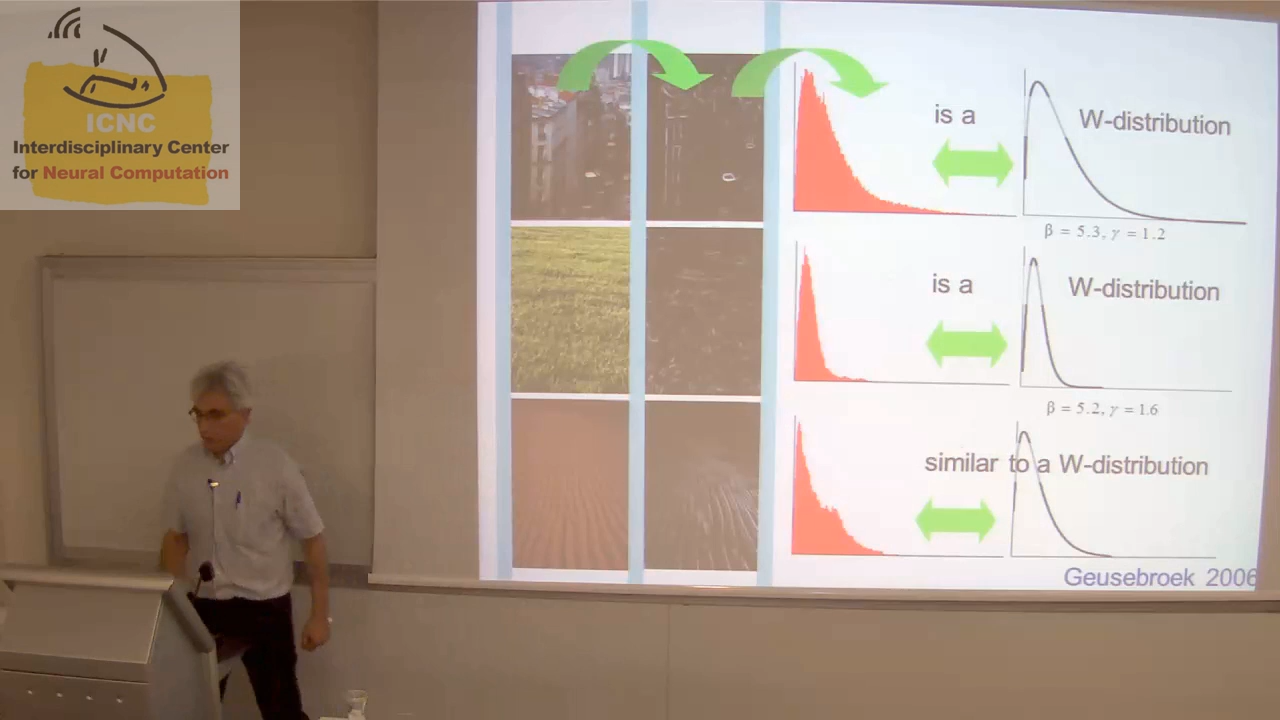 ICNC
Interdisciplinary Center
for Neural Computation
is a
W-distribution
β = 5.3, γ = 1.2
is a
W-distribution
β = 5.2, γ = 1.6
similar to a W-distribution
Geusebroek 2006